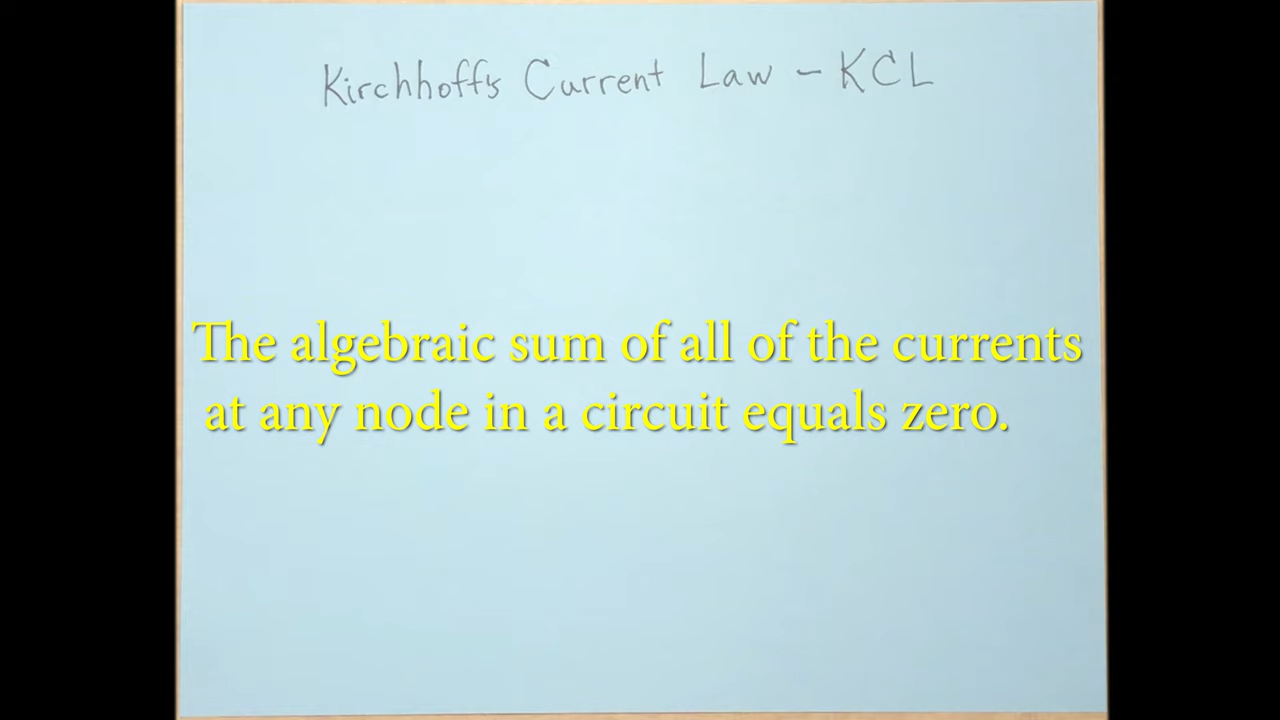 Kirchhoff's Current Law - KCL
The algebraic sum of all of the currents
at any node in a circuit equals zero.